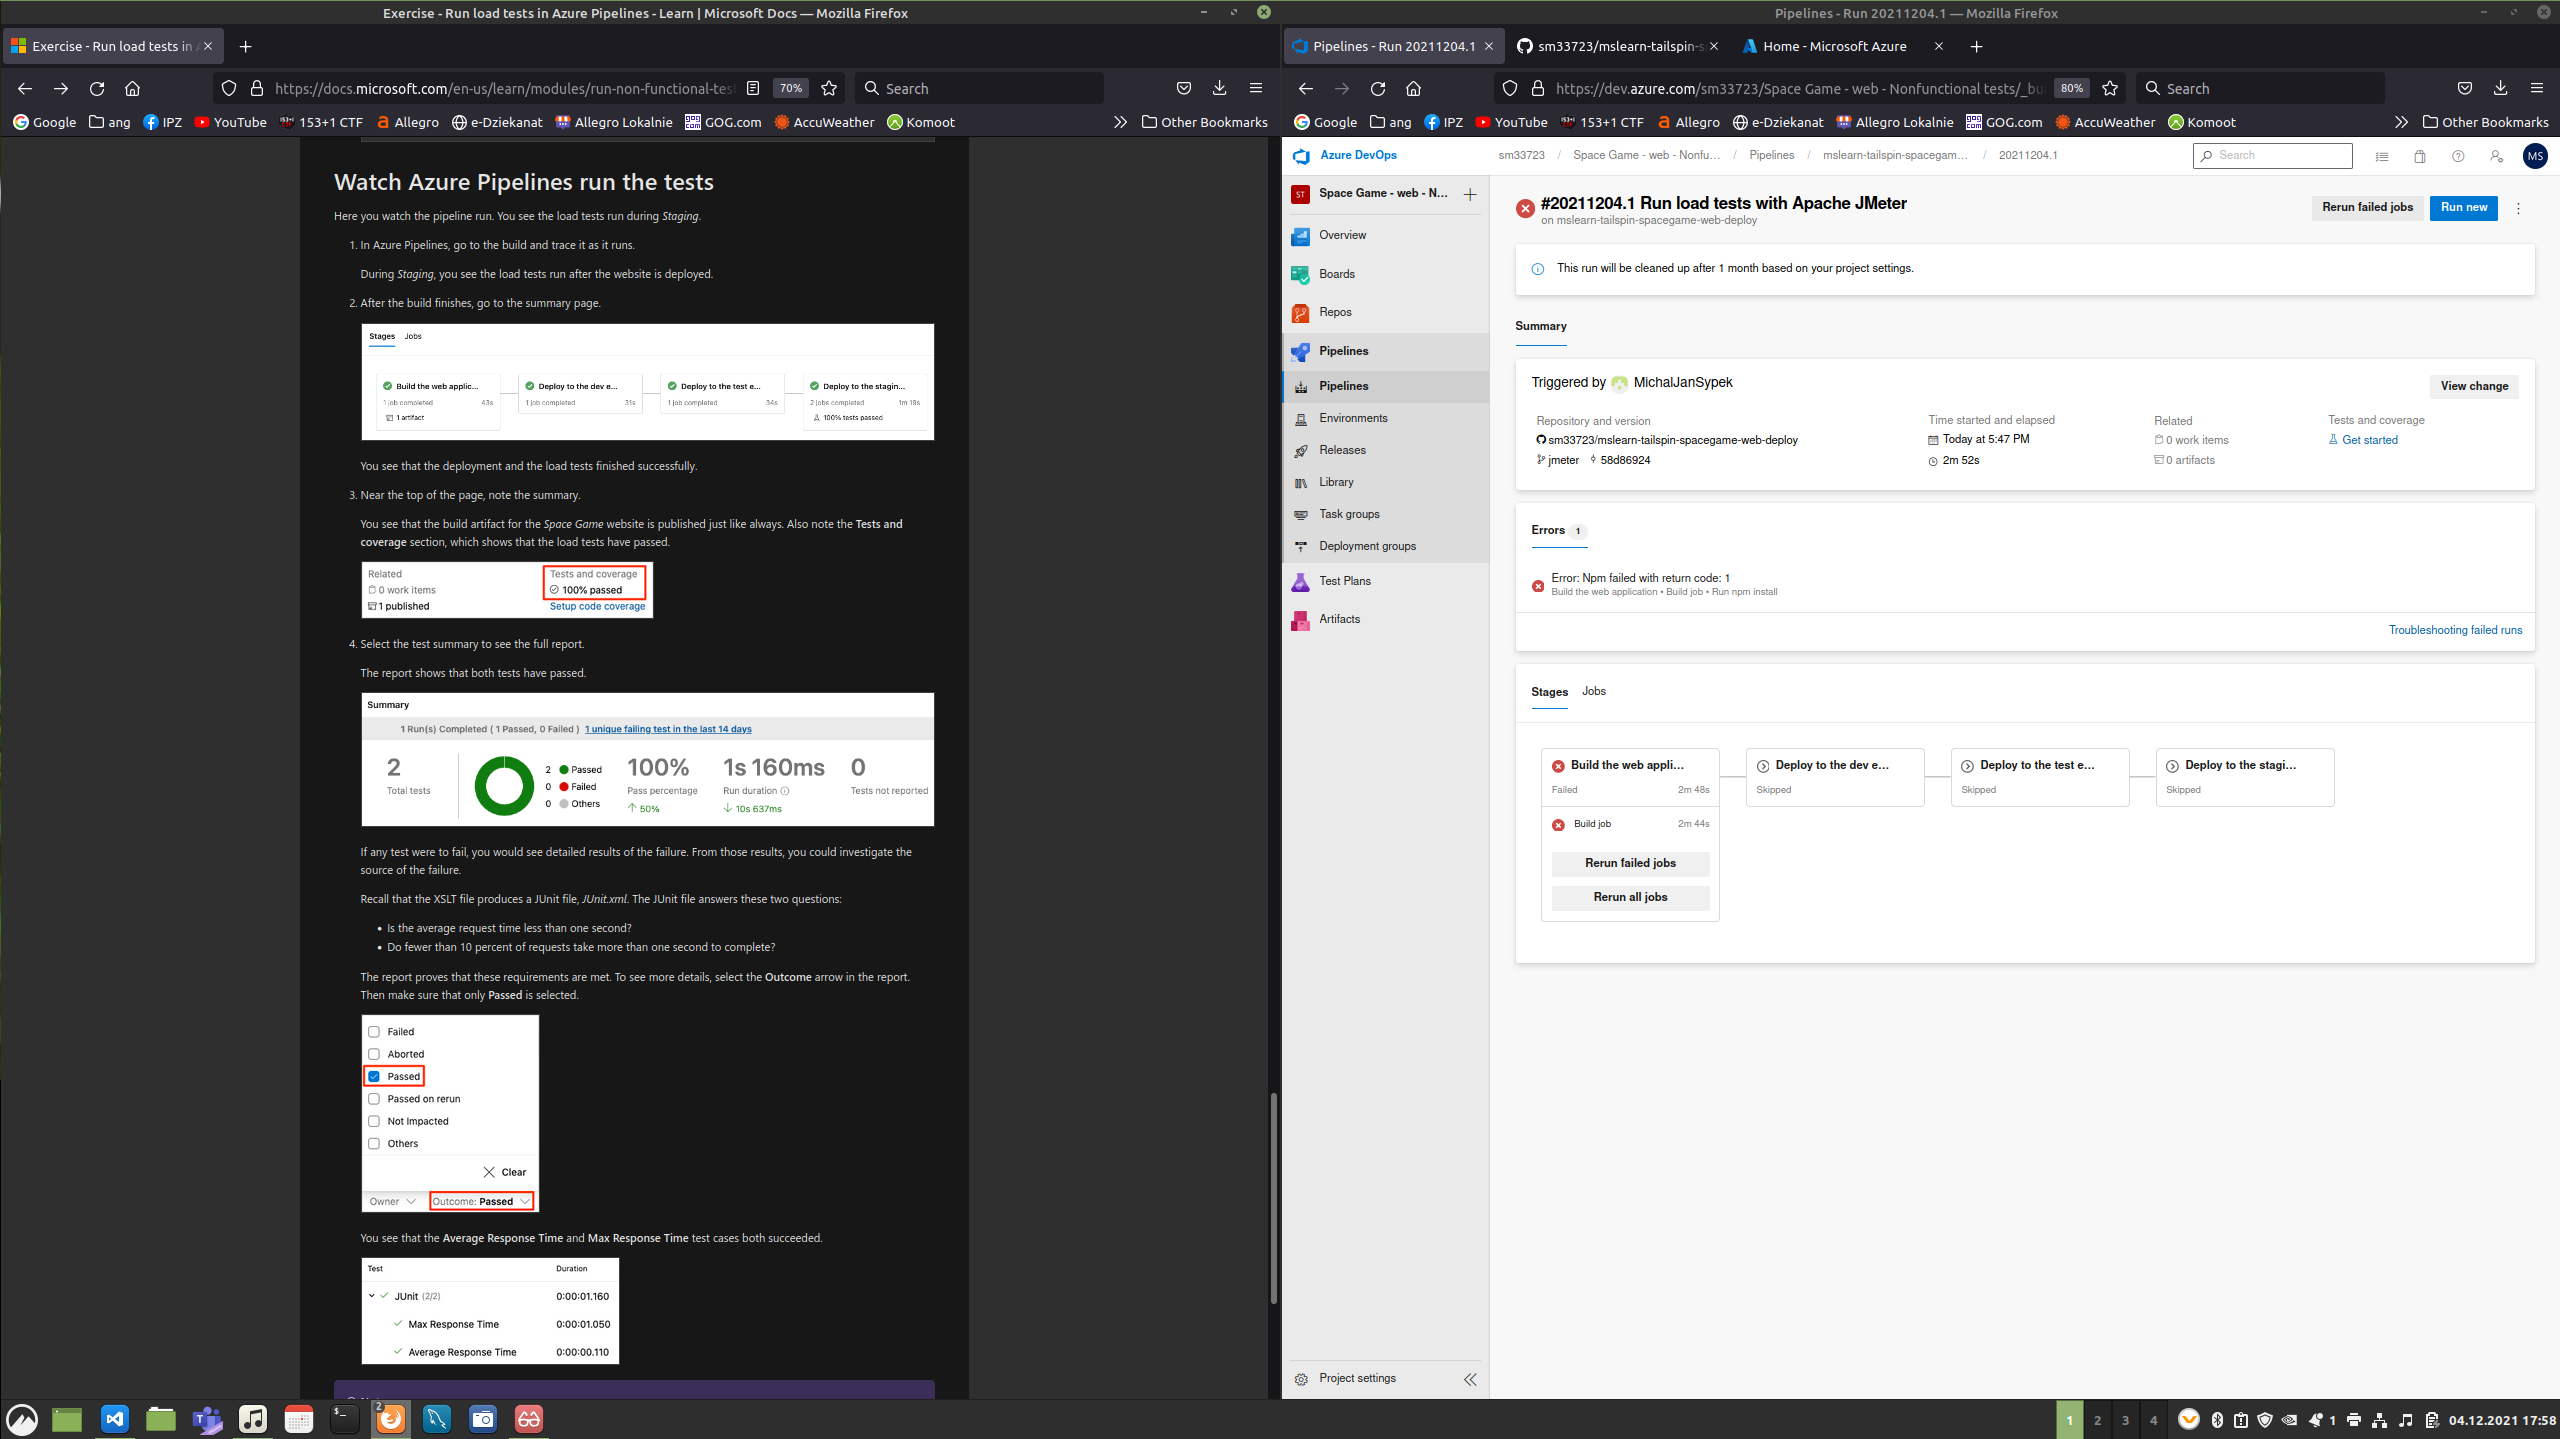 Exercise - Run load tests in Azure Pipelines - Learn | Microsoft Docs — Mozilla Firefox
Exercise - Run load tests in A
https://docs.microsoft.com/en-us/learn/modules/run-non-functional-tes
70%
Search
Google
ang
IPZ
YouTube
153+1 CTF
Allegro
e-Dziekanat
Allegro Lokalnie
GOG.com
AccuWeather
Komoot
Other Bookmarks
Watch Azure Pipelines run the tests
Here you watch the pipeline run. You see the load tests run during Staging.
1. In Azure Pipelines, go to the build and trace it as it runs.
During Staging, you see the load tests run after the website is deployed.
2. After the build finishes, go to the summary page.
Stages Jobs
Build the web applic...
1 job completed 43s
1 artifact
Deploy to the dev e...
1 job completed 31s
Deploy to the test e...
1 job completed 34s
Deploy to the stagin...
2 jobs completed 1m 19s
100% tests passed
You see that the deployment and the load tests finished successfully.
3. Near the top of the page, note the summary.
You see that the build artifact for the Space Game website is published just like always. Also note the Tests and
coverage section, which shows that the load tests have passed.
Related Tests and coverage
0 work items 100% passed
1 published Setup code coverage
4. Select the test summary to see the full report.
The report shows that both tests have passed.
Summary
1 Run(s) Completed ( 1 Passed, 0 Failed ) 1 unique failing test in the last 14 days
2
Total tests
2 Passed
0 Failed
0 Others
100%
Pass percentage
50%
1s 160ms
Run duration
10s 637ms
0
Tests not reported
If any test were to fail, you would see detailed results of the failure. From those results, you could investigate the
source of the failure.
Recall that the XSLT file produces a JUnit file, JUnit.xml. The JUnit file answers these two questions:
• Is the average request time less than one second?
• Do fewer than 10 percent of requests take more than one second to complete?
The report proves that these requirements are met. To see more details, select the Outcome arrow in the report.
Then make sure that only Passed is selected.
Failed
Aborted
Passed
Passed on rerun
Not Impacted
Others
Clear
Owner Outcome: Passed
You see that the Average Response Time and Max Response Time test cases both succeeded.
Test Duration
JUnit (2/2) 0:00:01.160
Max Response Time 0:00:01.050
Average Response Time 0:00:00.110
Pipelines - Run 20211204.1 — Mozilla Firefox
Pipelines - Run 20211204.1
sm33723/mslearn-tailspin-s
Home - Microsoft Azure
https://dev.azure.com/sm33723/Space Game - web - Nonfunctional tests/_bu
80%
Search
Google
ang
IPZ
YouTube
153+1 CTF
Allegro
e-Dziekanat
Allegro Lokalnie
GOG.com
AccuWeather
Komoot
Other Bookmarks
Azure DevOps
sm33723 / Space Game - web - Nonfu... / Pipelines / mslearn-tailspin-spacegam... / 20211204.1
Search
MS
ST Space Game - web - N...
Overview
Boards
Repos
Pipelines
Pipelines
Environments
Releases
Library
Task groups
Deployment groups
Test Plans
Artifacts
Project settings
#20211204.1 Run load tests with Apache JMeter
on mslearn-tailspin-spacegame-web-deploy
Rerun failed jobs
Run new
This run will be cleaned up after 1 month based on your project settings.
Summary
Triggered by MichalJanSypek
View change
Repository and version
sm33723/mslearn-tailspin-spacegame-web-deploy
jmeter 58d86924
Time started and elapsed
Today at 5:47 PM
2m 52s
Related
0 work items
0 artifacts
Tests and coverage
Get started
Errors 1
Error: Npm failed with return code: 1
Build the web application • Build job • Run npm install
Troubleshooting failed runs
Stages Jobs
Build the web appli...
Failed 2m 48s
Build job 2m 44s
Rerun failed jobs
Rerun all jobs
Deploy to the dev e...
Skipped
Deploy to the test e...
Skipped
Deploy to the stagi...
Skipped
2
1 2 3 4
1
04.12.2021 17:58